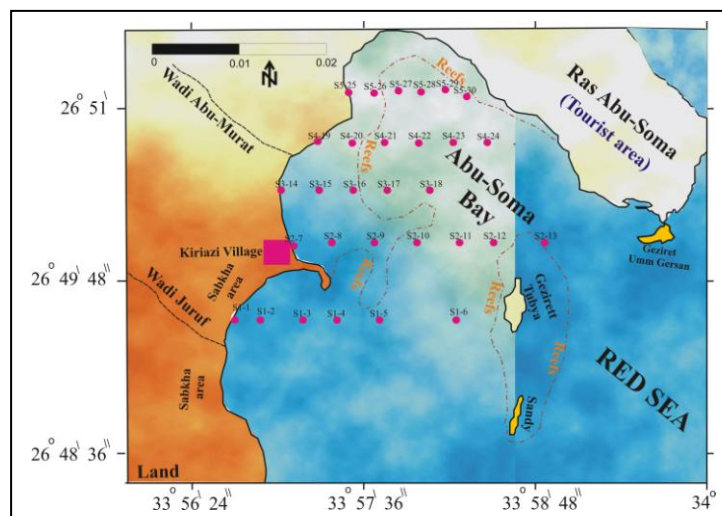 0 0.01 0.02
N
Reefs
Ras Abu-Soma
(Tourist area)
Wadi Abu-Murat
26° 51'
S5-25 S5-26 S5-27 S5-28 S5-29 S5-30
S4-19 S4-20 S4-21 S4-22 S4-23 S4-24
Reefs
Abu-Soma
Bay
S3-14 S3-15 S3-16 S3-17 S3-18
S2-7 S2-8 S2-9 S2-10 S2-11 S2-12 S2-13
Kiriazi Village
Geziret
Umm Gersan
26° 49' 48"
Sabkha
area
Reefs
Reefs
Gezirett
Tubya
Reefs
Wadi Juruf
S1-1 S1-2 S1-3 S1-4 S1-5 S1-6
RED SEA
Sabkha
area
Sandy
26° 48' 36"
Land
33° 56' 24" 33° 57' 36" 33° 58' 48" 34°